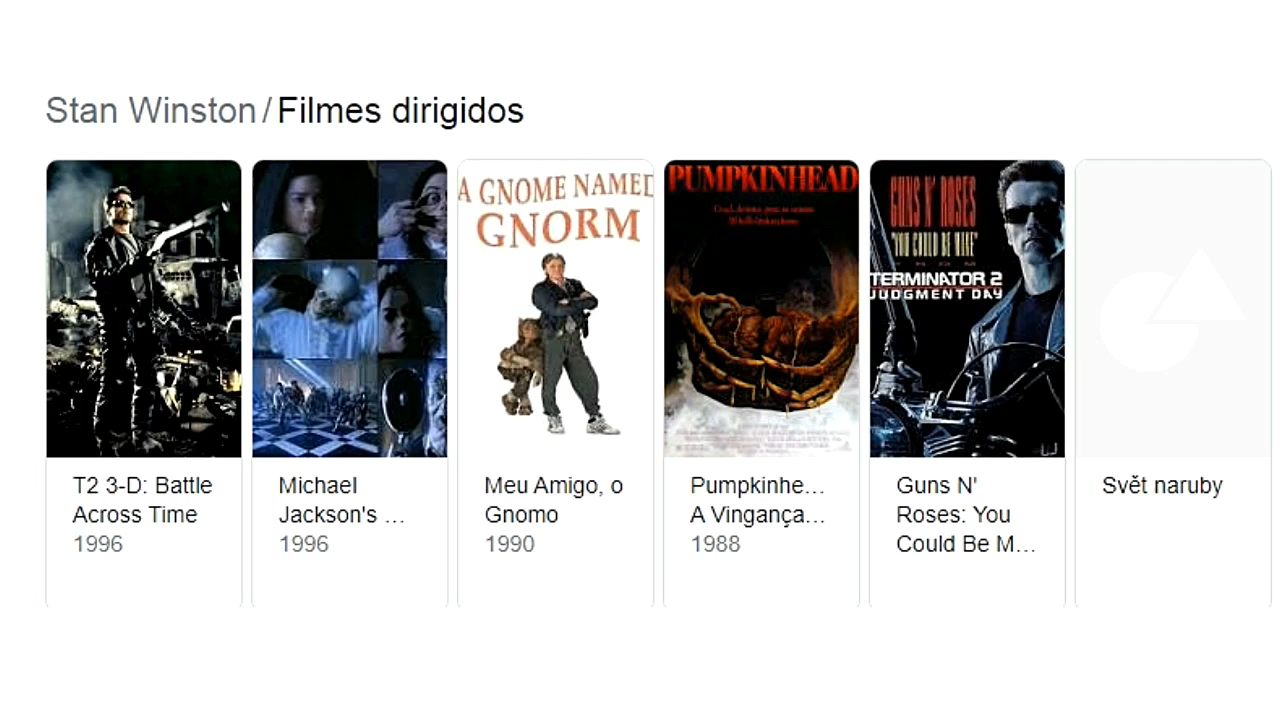 Stan Winston/Filmes dirigidos
A GNOME NAMED
GNORM
PUMPKINHEAD
GUNS N' ROSES
"YOU COULD BE MINE"
TERMINATOR 2
JUDGMENT DAY
T2 3-D: Battle
Across Time
1996
Michael
Jackson's ...
1996
Meu Amigo, o
Gnomo
1990
Pumpkinhe...
A Vingança...
1988
Guns N'
Roses: You
Could Be M...
Svět naruby